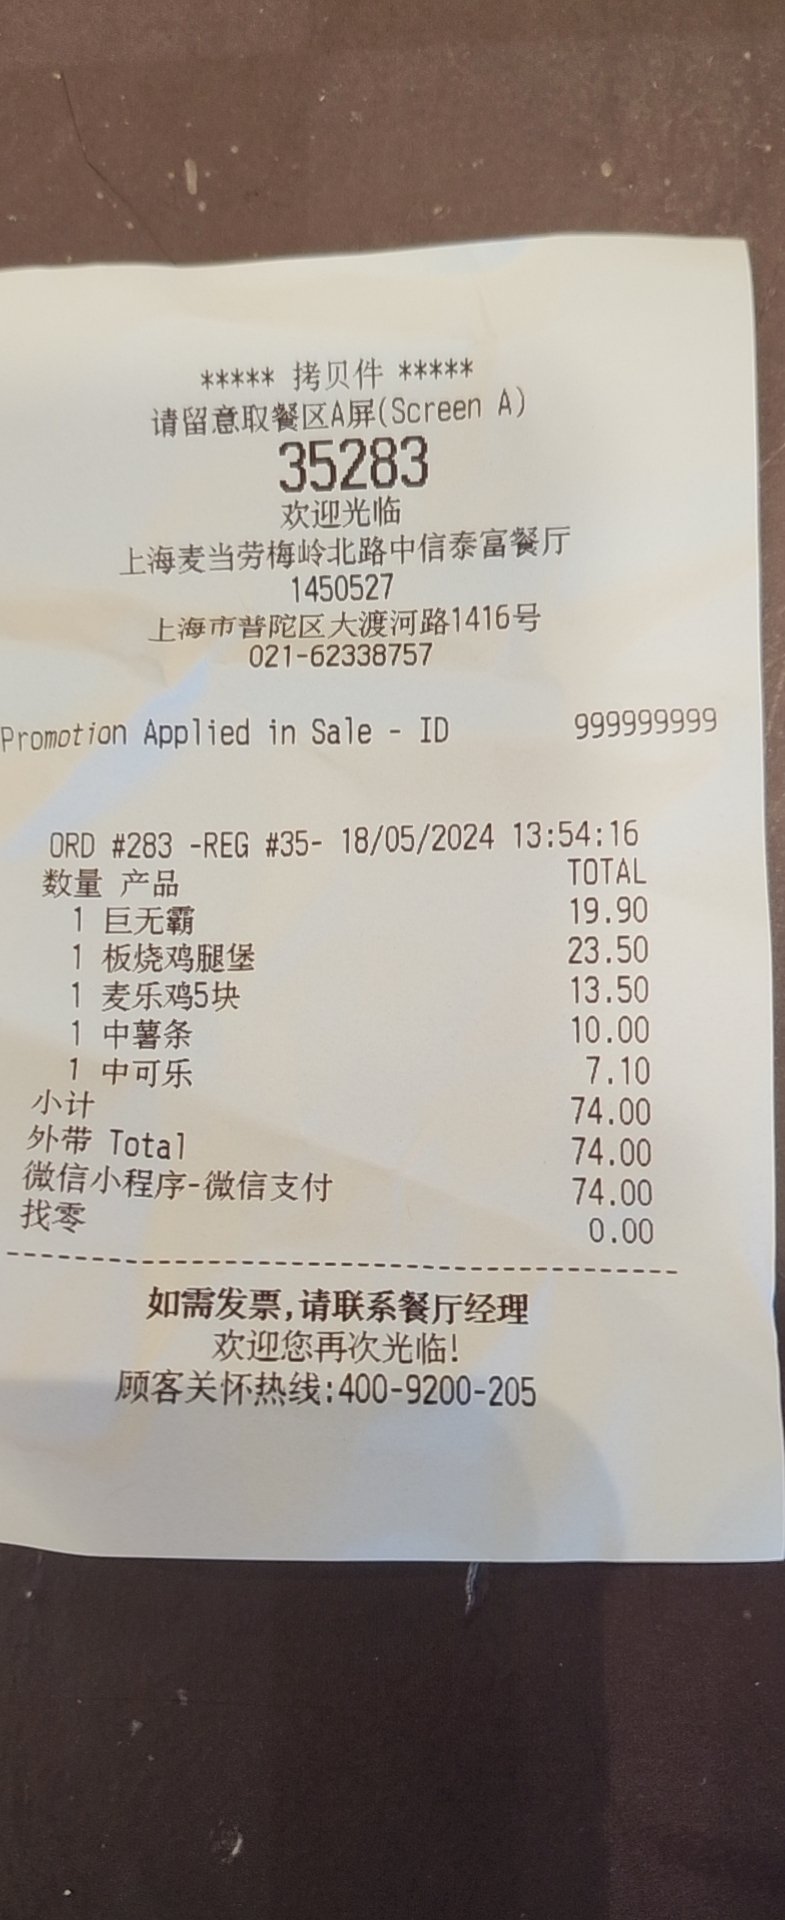 ***** 拷贝件 *****
请留意取餐区A屏(Screen A)
35283
欢迎光临
上海麦当劳梅岭北路中信泰富餐厅
1450527
上海市普陀区大渡河路1416号
021-62338757
Promotion Applied in Sale - ID 999999999
ORD #283 -REG #35- 18/05/2024 13:54:16
数量 产品 TOTAL
1 巨无霸 19.90
1 板烧鸡腿堡 23.50
1 麦乐鸡5块 13.50
1 中薯条 10.00
1 中可乐 7.10
小计 74.00
外带 Total 74.00
微信小程序-微信支付 74.00
找零 0.00
如需发票,请联系餐厅经理
欢迎您再次光临!
顾客关怀热线:400-9200-205